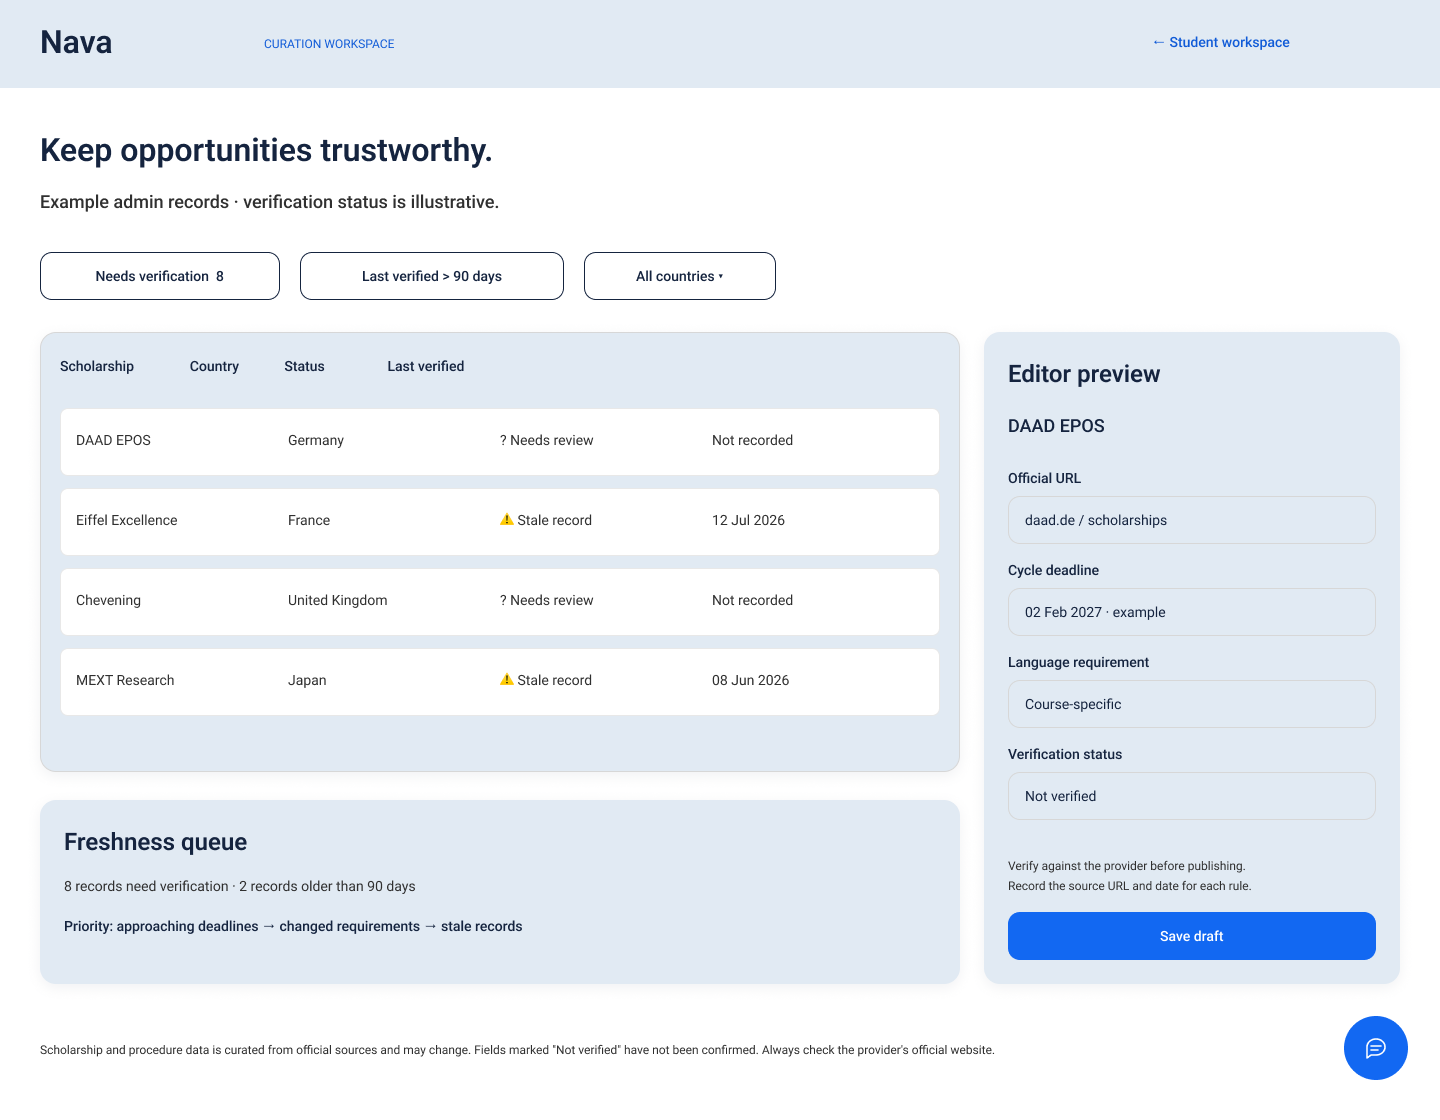 Nava
CURATION WORKSPACE
← Student workspace
Keep opportunities trustworthy.
Example admin records · verification status is illustrative.
Needs verification 8
Last verified > 90 days
All countries ▾
Scholarship Country Status Last verified
DAAD EPOS Germany ? Needs review Not recorded
Eiffel Excellence France ⚠ Stale record 12 Jul 2026
Chevening United Kingdom ? Needs review Not recorded
MEXT Research Japan ⚠ Stale record 08 Jun 2026
Freshness queue
8 records need verification · 2 records older than 90 days
Priority: approaching deadlines → changed requirements → stale records
Editor preview
DAAD EPOS
Official URL
daad.de / scholarships
Cycle deadline
02 Feb 2027 · example
Language requirement
Course-specific
Verification status
Not verified
Verify against the provider before publishing.
Record the source URL and date for each rule.
Save draft
Scholarship and procedure data is curated from official sources and may change. Fields marked "Not verified" have not been confirmed. Always check the provider's official website.